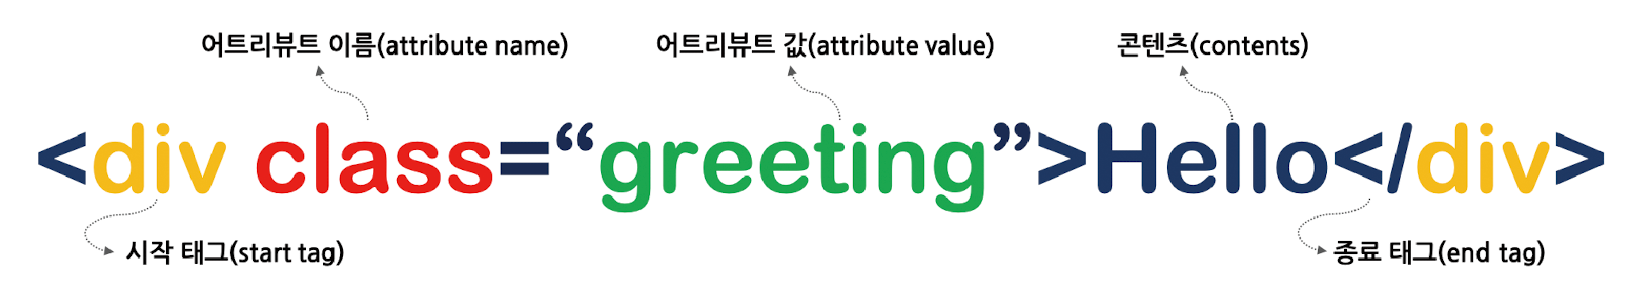 어트리뷰트 이름(attribute name) 어트리뷰트 값(attribute value) 콘텐츠(contents)
<div class=“greeting”>Hello</div>
시작 태그(start tag) 종료 태그(end tag)